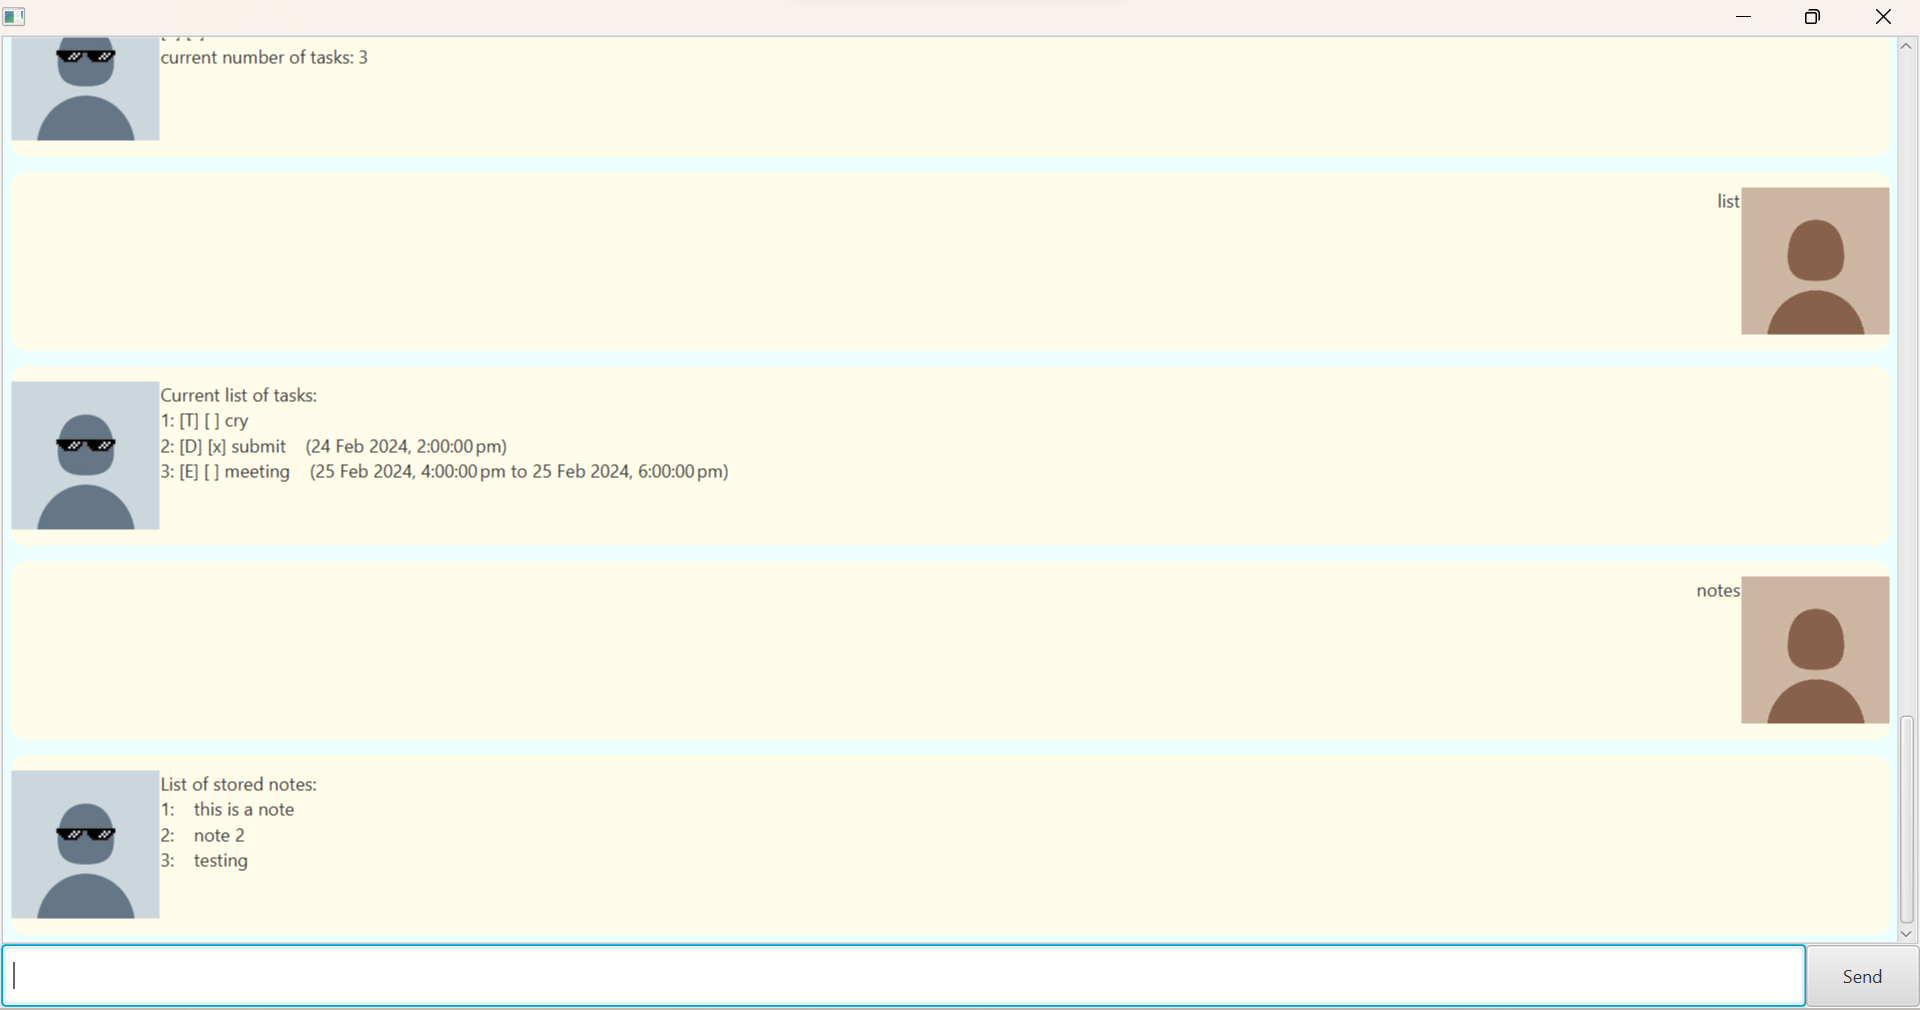 current number of tasks: 3
list
Current list of tasks:
1: [T] [ ] cry
2: [D] [x] submit    (24 Feb 2024, 2:00:00 pm)
3: [E] [ ] meeting    (25 Feb 2024, 4:00:00 pm to 25 Feb 2024, 6:00:00 pm)
notes
List of stored notes:
1:    this is a note
2:    note 2
3:    testing
Send